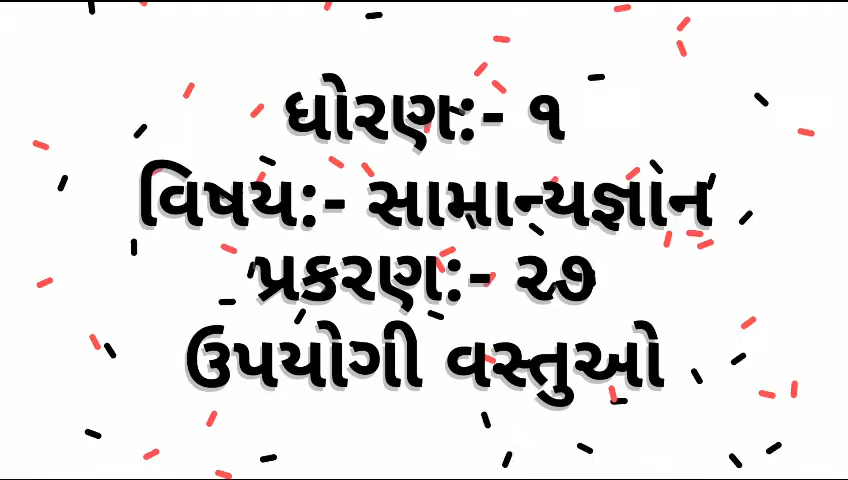 ધોરણ:- ૧
વિષય:- સામાન્યજ્ઞાન
પ્રકરણ:- ૨૭
ઉપયોગી વસ્તુઓ